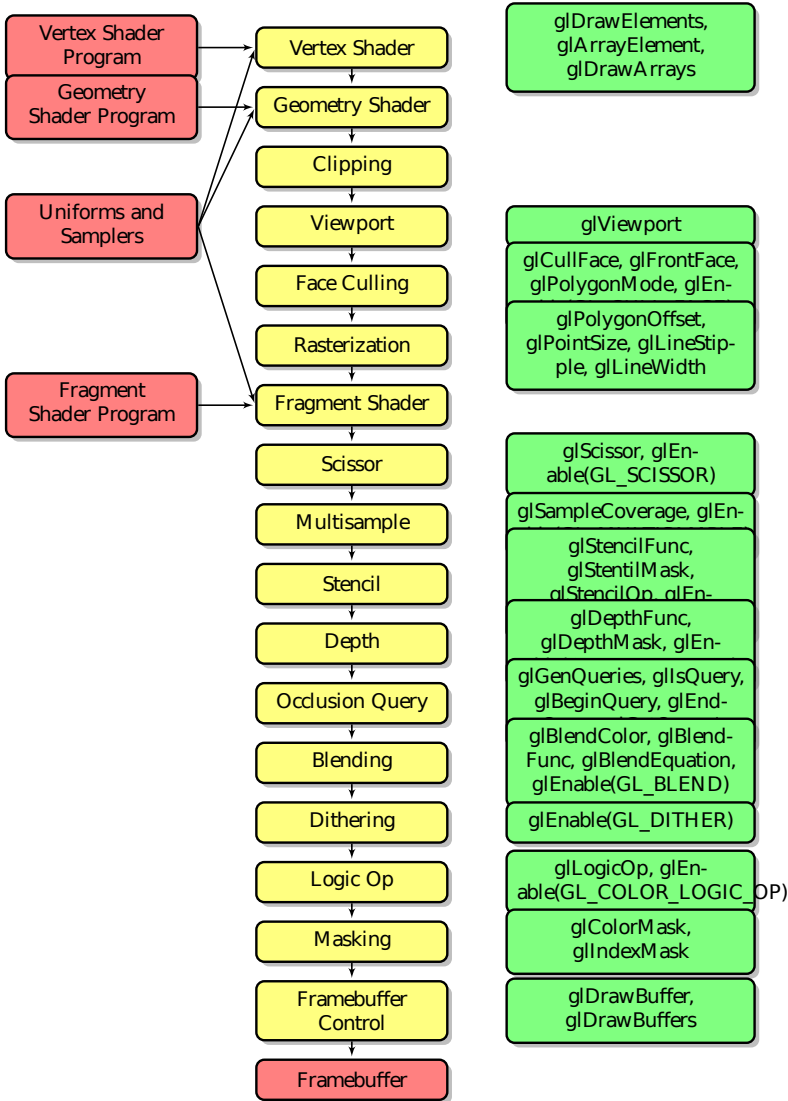 Vertex Shader
Program
Vertex Shader
glDrawElements,
glArrayElement,
glDrawArrays
Geometry
Shader Program
Geometry Shader
Clipping
Uniforms and
Samplers
Viewport
glViewport
Face Culling
glCullFace, glFrontFace,
glPolygonMode, glEn-
Rasterization
glPolygonOffset,
glPointSize, glLineStip-
ple, glLineWidth
Fragment
Shader Program
Fragment Shader
Scissor
glScissor, glEn-
able(GL_SCISSOR)
Multisample
glSampleCoverage, glEn-
Stencil
glStencilFunc,
glStentilMask,
glStencilOp, glEn-
Depth
glDepthFunc,
glDepthMask, glEn-
Occlusion Query
glGenQueries, glIsQuery,
glBeginQuery, glEnd-
Blending
glBlendColor, glBlend-
Func, glBlendEquation,
glEnable(GL_BLEND)
Dithering
glEnable(GL_DITHER)
Logic Op
glLogicOp, glEn-
able(GL_COLOR_LOGIC_OP)
Masking
glColorMask,
glIndexMask
Framebuffer
Control
glDrawBuffer,
glDrawBuffers
Framebuffer